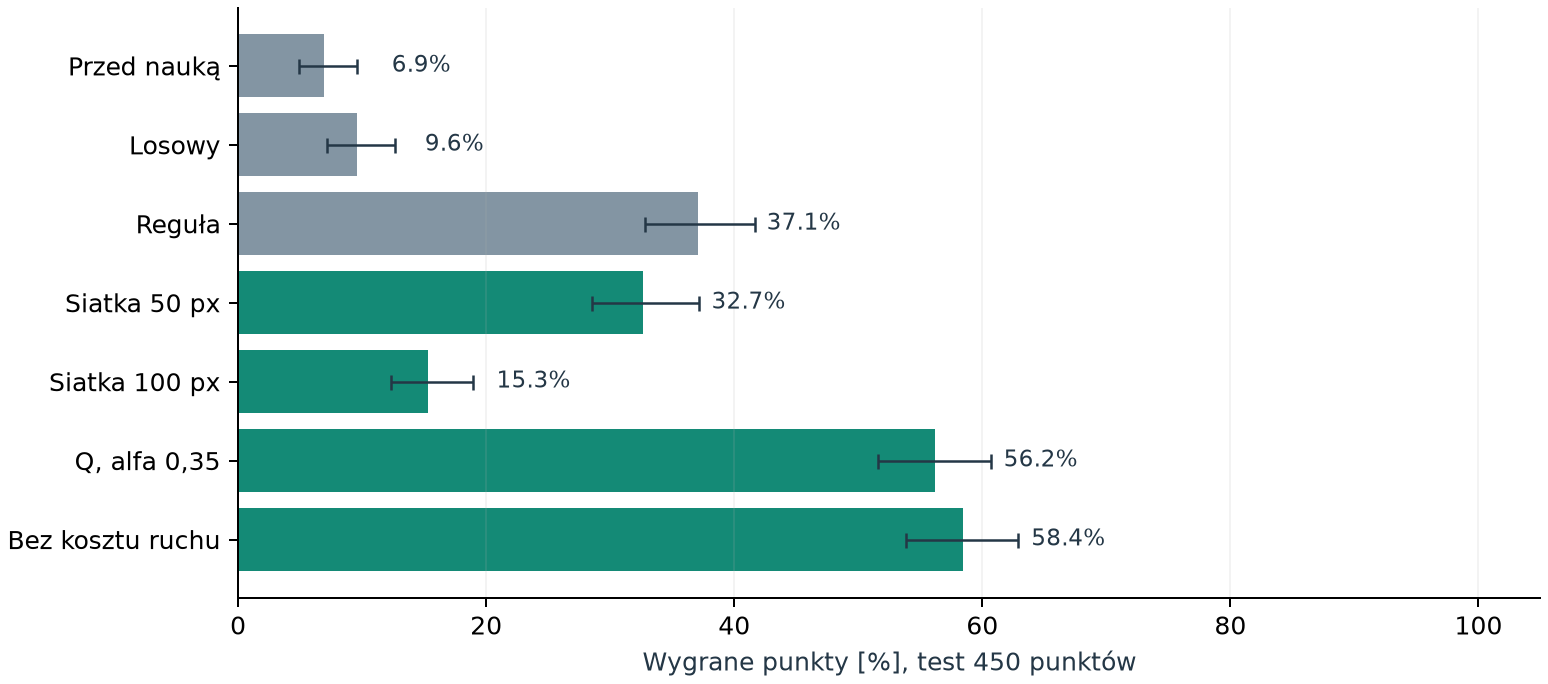 Przed nauką 6.9%
Losowy 9.6%
Reguła 37.1%
Siatka 50 px 32.7%
Siatka 100 px 15.3%
Q, alfa 0,35 56.2%
Bez kosztu ruchu 58.4%
0 20 40 60 80 100
Wygrane punkty [%], test 450 punktów